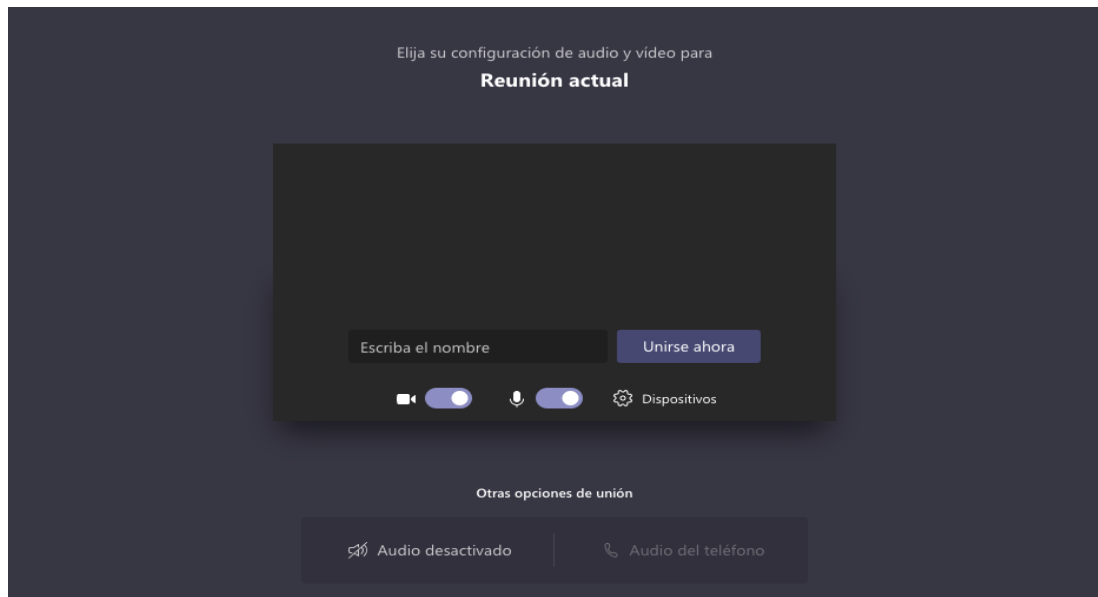 Elija su configuración de audio y vídeo para
Reunión actual
Escriba el nombre
Unirse ahora
Dispositivos
Otras opciones de unión
Audio desactivado
Audio del teléfono